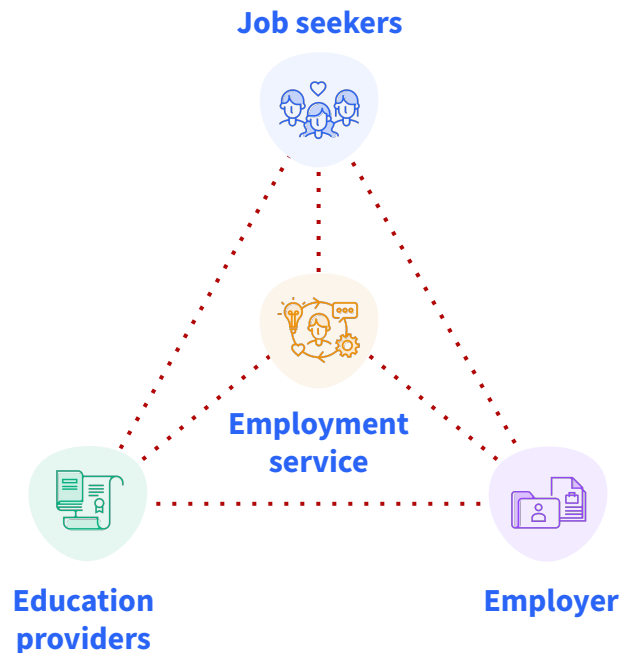 Job seekers
Employment
service
Education
providers
Employer